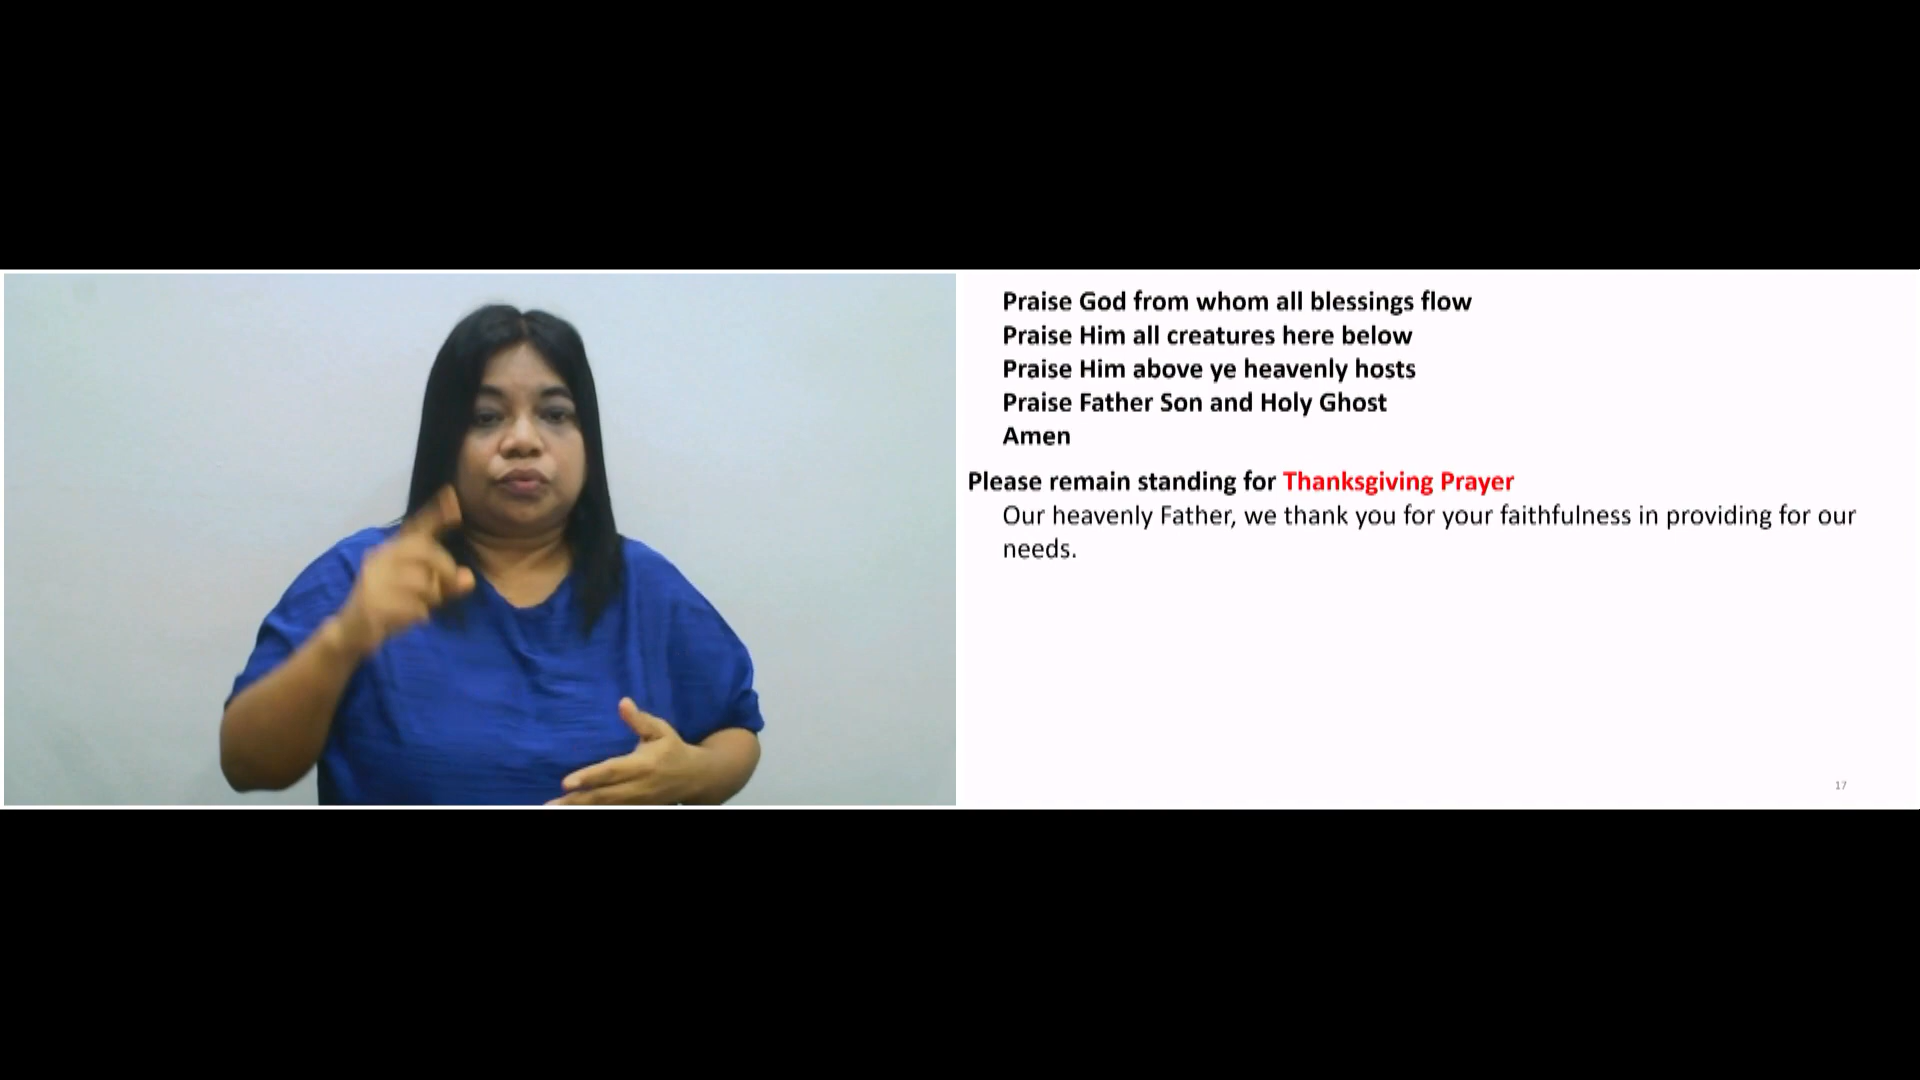 Praise God from whom all blessings flow
Praise Him all creatures here below
Praise Him above ye heavenly hosts
Praise Father Son and Holy Ghost
Amen
Please remain standing for Thanksgiving Prayer
Our heavenly Father, we thank you for your faithfulness in providing for our
needs.
17